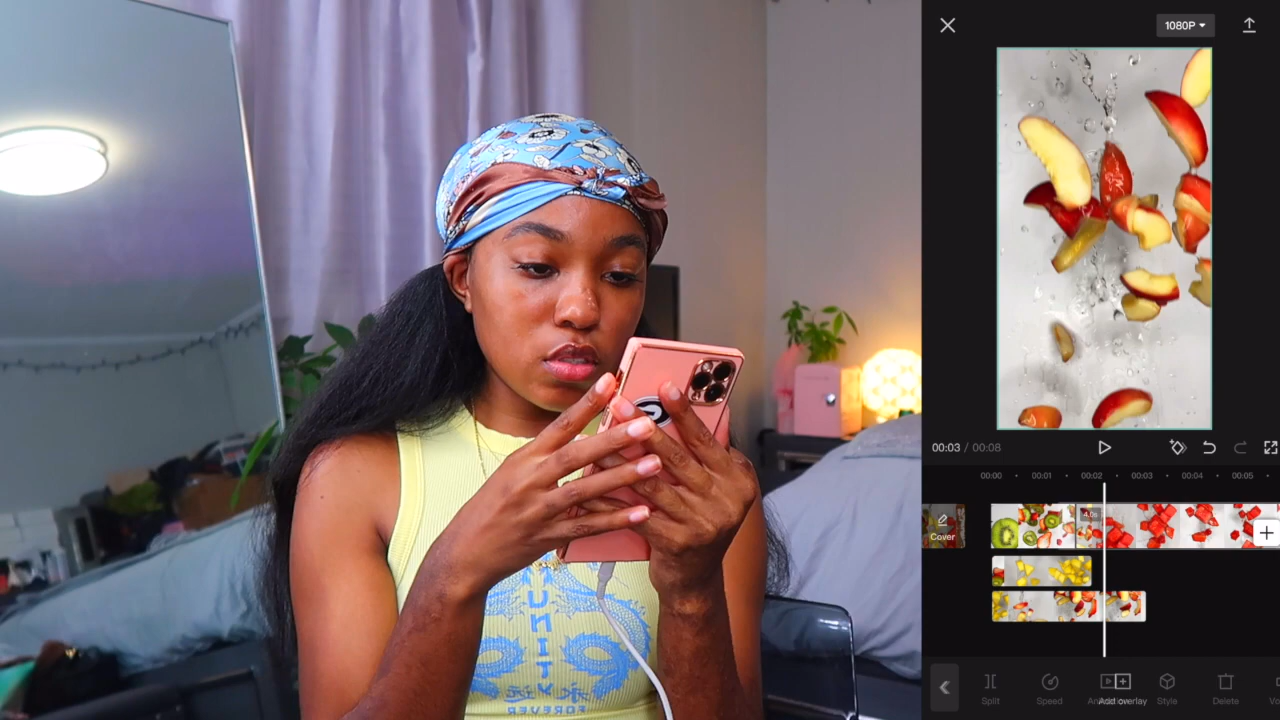 1080P
00:03 / 00:08
00:00
00:01
00:02
00:03
00:04
00:05
Cover
Split
Speed
Add overlay
Style
Delete
UNITY
FOREVER